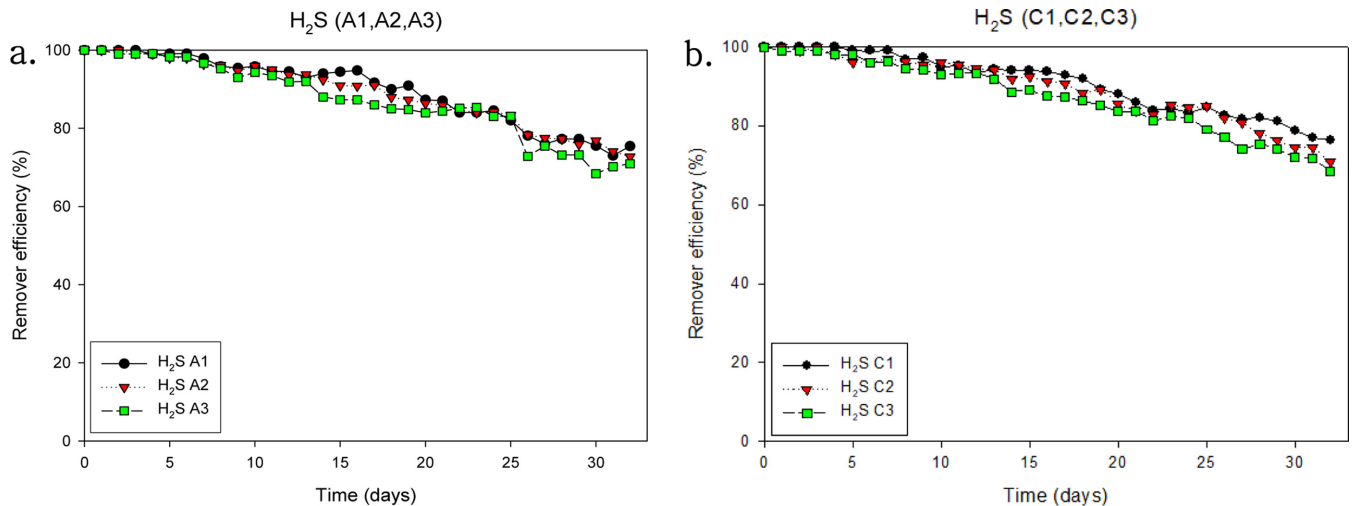 a.
H₂S (A1,A2,A3)
Remover efficiency (%)
100
80
60
40
20
0
H₂S A1
H₂S A2
H₂S A3
0 5 10 15 20 25 30
Time (days)
b.
H₂S (C1,C2,C3)
Remover efficiency (%)
100
80
60
40
20
0
H₂S C1
H₂S C2
H₂S C3
0 5 10 15 20 25 30
Time (days)